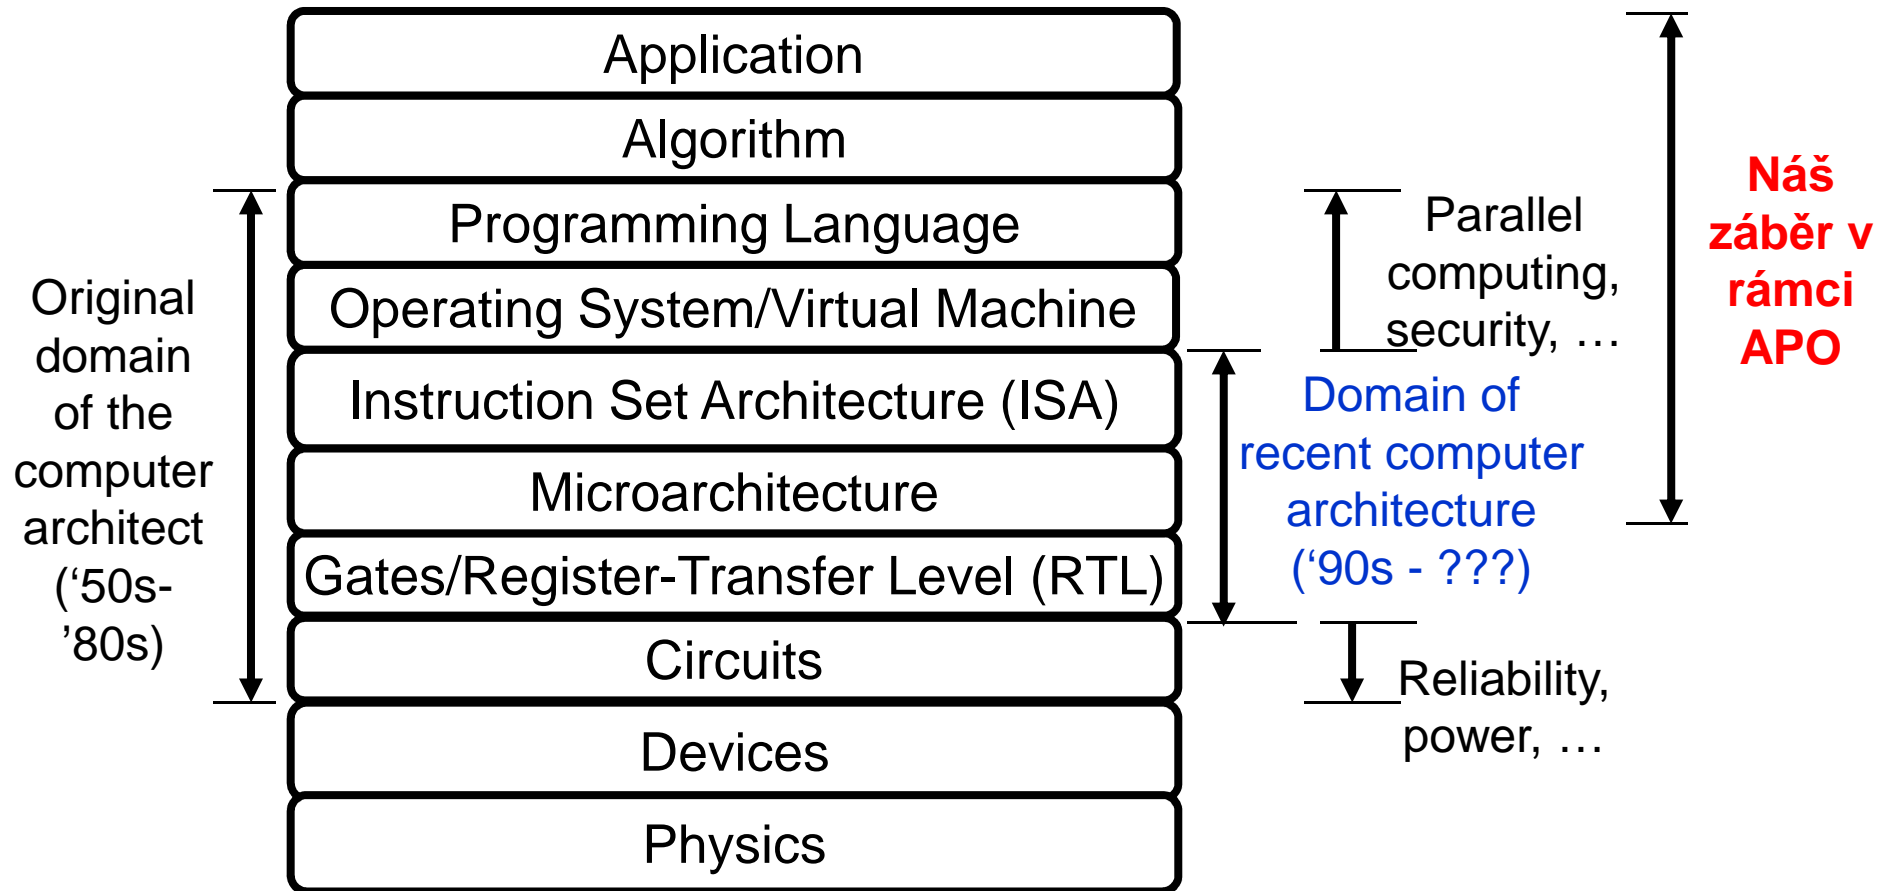 Application
Algorithm
Programming Language
Operating System/Virtual Machine
Instruction Set Architecture (ISA)
Microarchitecture
Gates/Register-Transfer Level (RTL)
Circuits
Devices
Physics
Original
domain
of the
computer
architect
(‘50s-
’80s)
Parallel
computing,
security, …
Domain of
recent computer
architecture
(‘90s - ???)
Reliability,
power, …
Náš
záběr v
rámci
APO